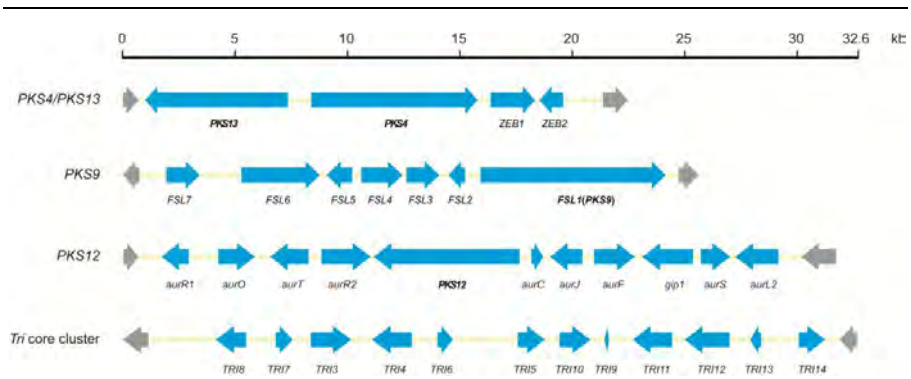 0 5 10 15 20 25 30 32.6 kb
PKS4/PKS13
PKS13 PKS4 ZEB1 ZEB2
PKS9
FSL7 FSL6 FSL5 FSL4 FSL3 FSL2 FSL1(PKS9)
PKS12
aurR1 aurO aurT aurR2 PKS12 aurC aurJ aurF gip1 aurS aurL2
Tri core cluster
TRI8 TRI7 TRI3 TRI4 TRI6 TRI5 TRI10 TRI9 TRI11 TRI12 TRI13 TRI14